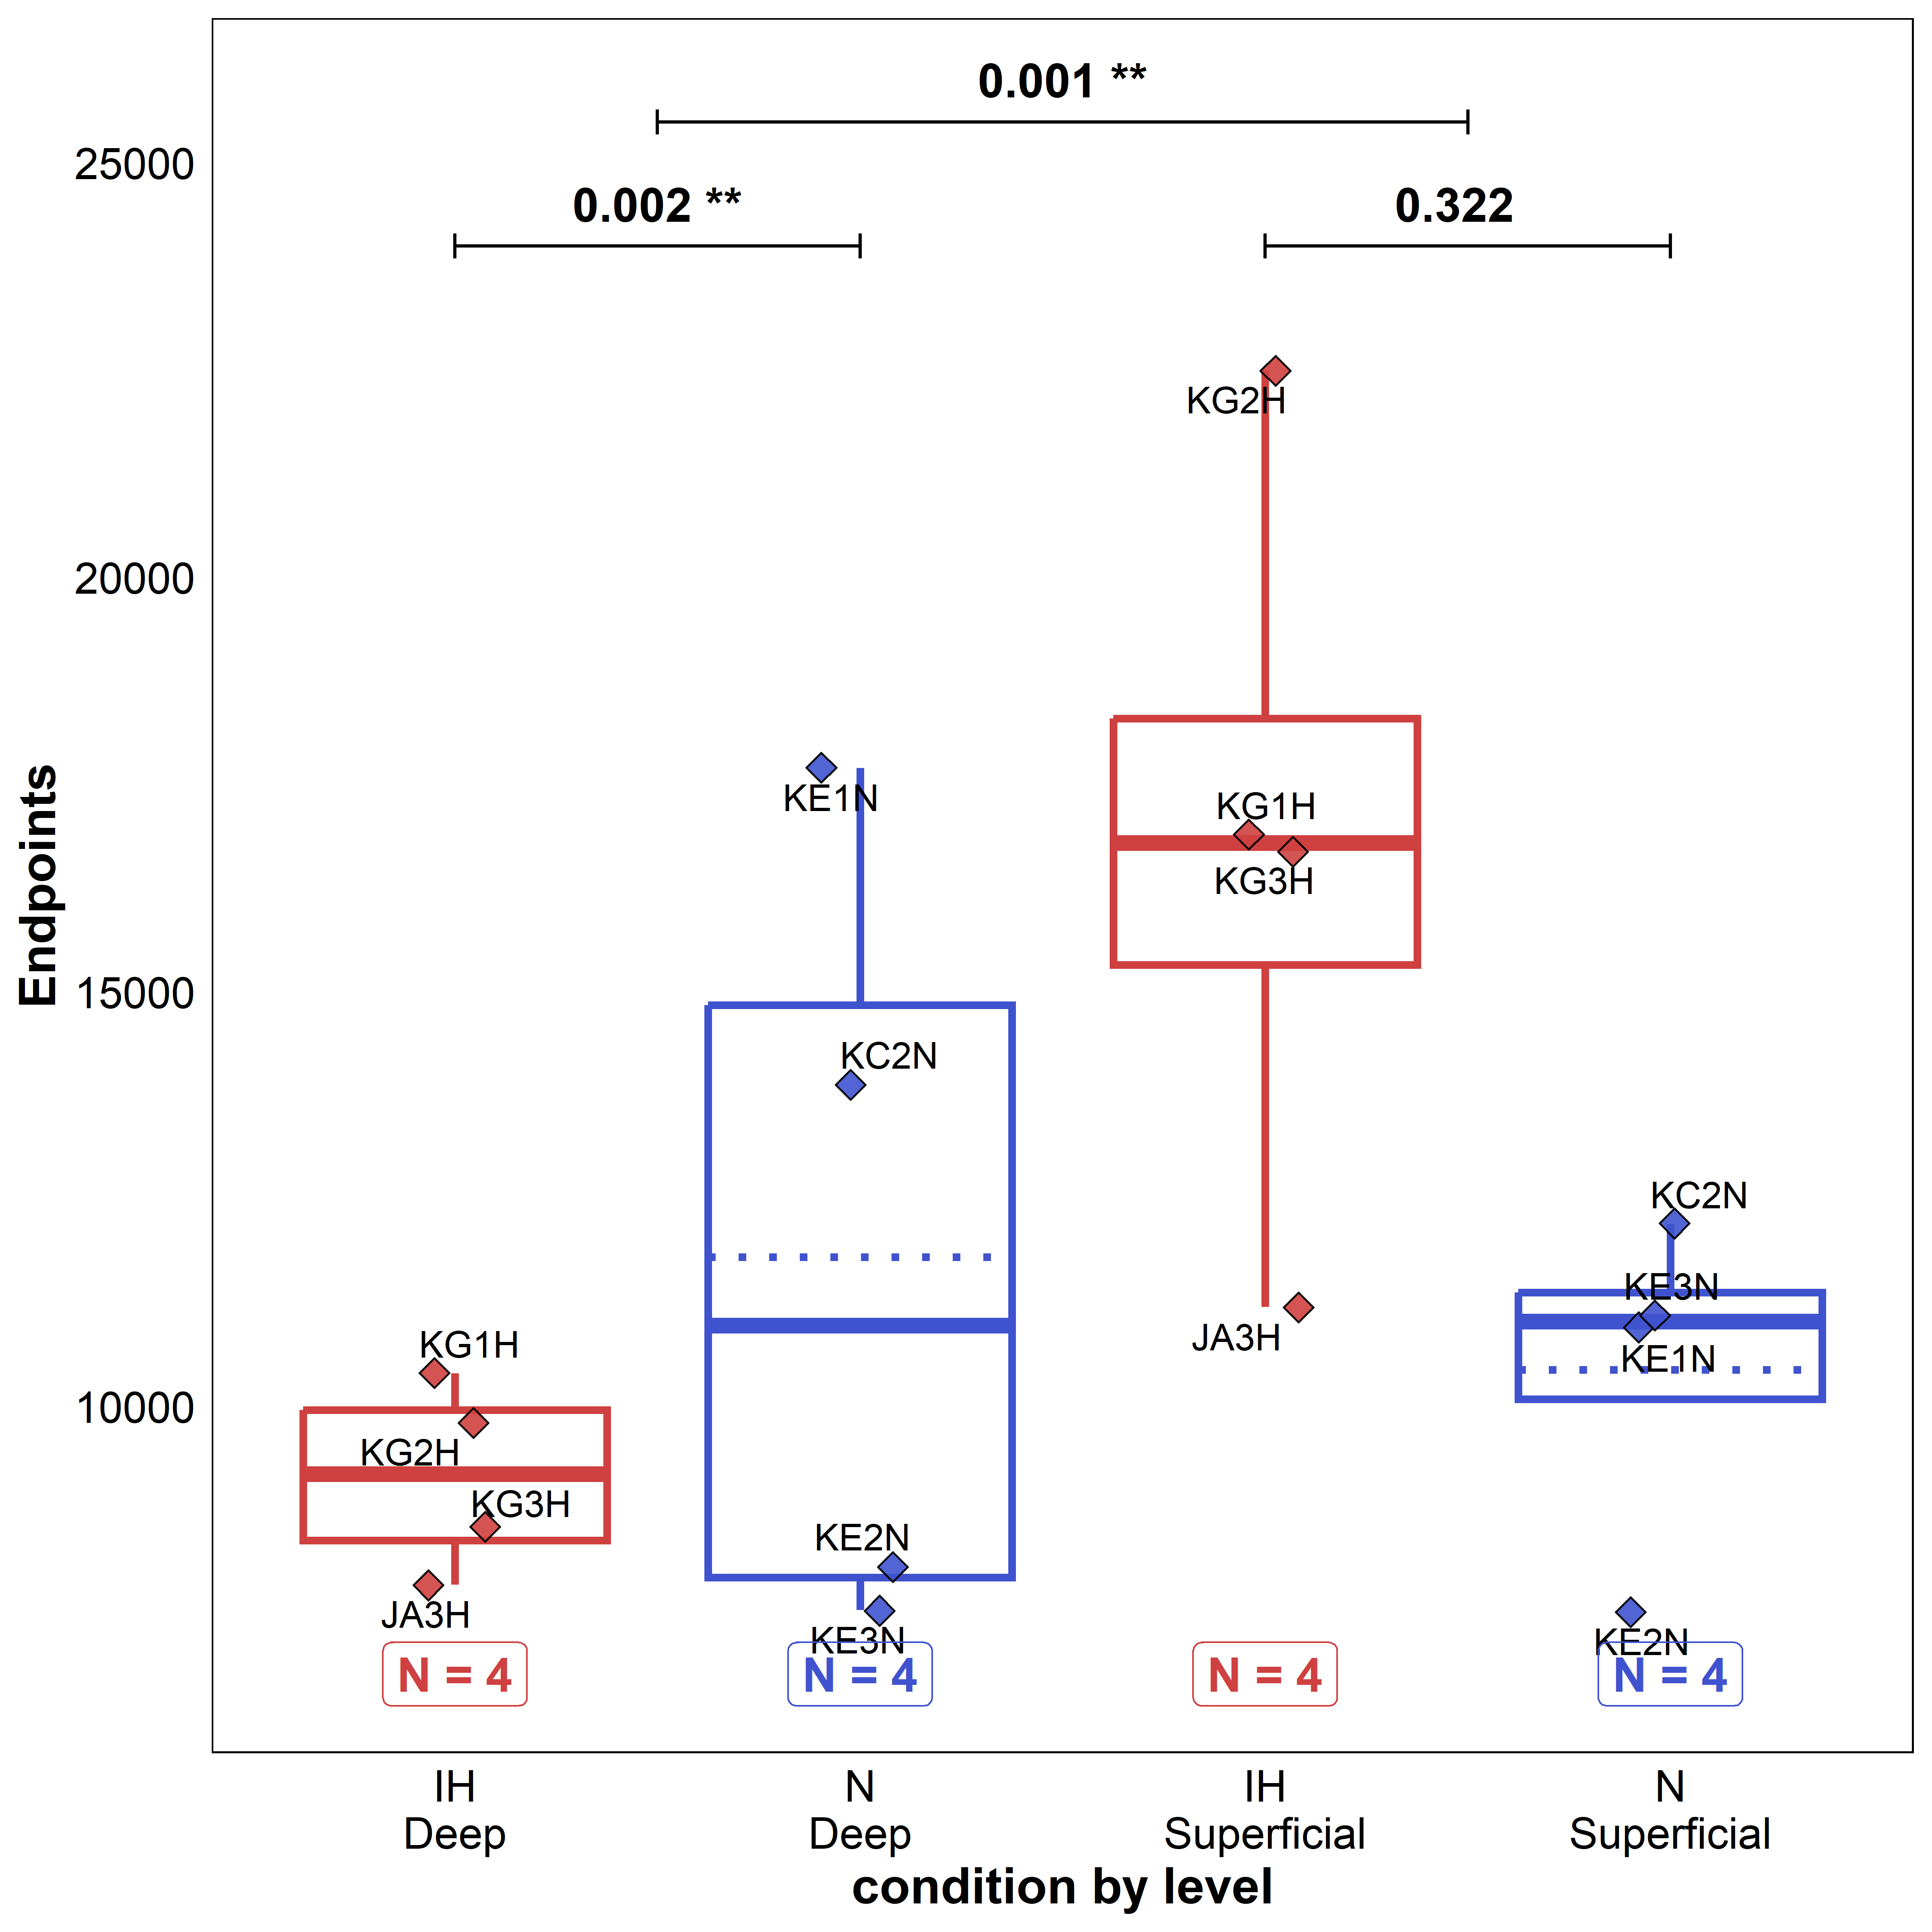 0.001 **
25000
0.002 **
0.322
KG2H
20000
KE1N
KG1H
KG3H
Endpoints
15000
KC2N
KC2N
KE3N
JA3H
KG1H
KE1N
10000
KG2H
KG3H
KE2N
JA3H
KE3N
KE2N
N = 4
N = 4
N = 4
N = 4
IH
Deep
N
Deep
IH
Superficial
N
Superficial
condition by level